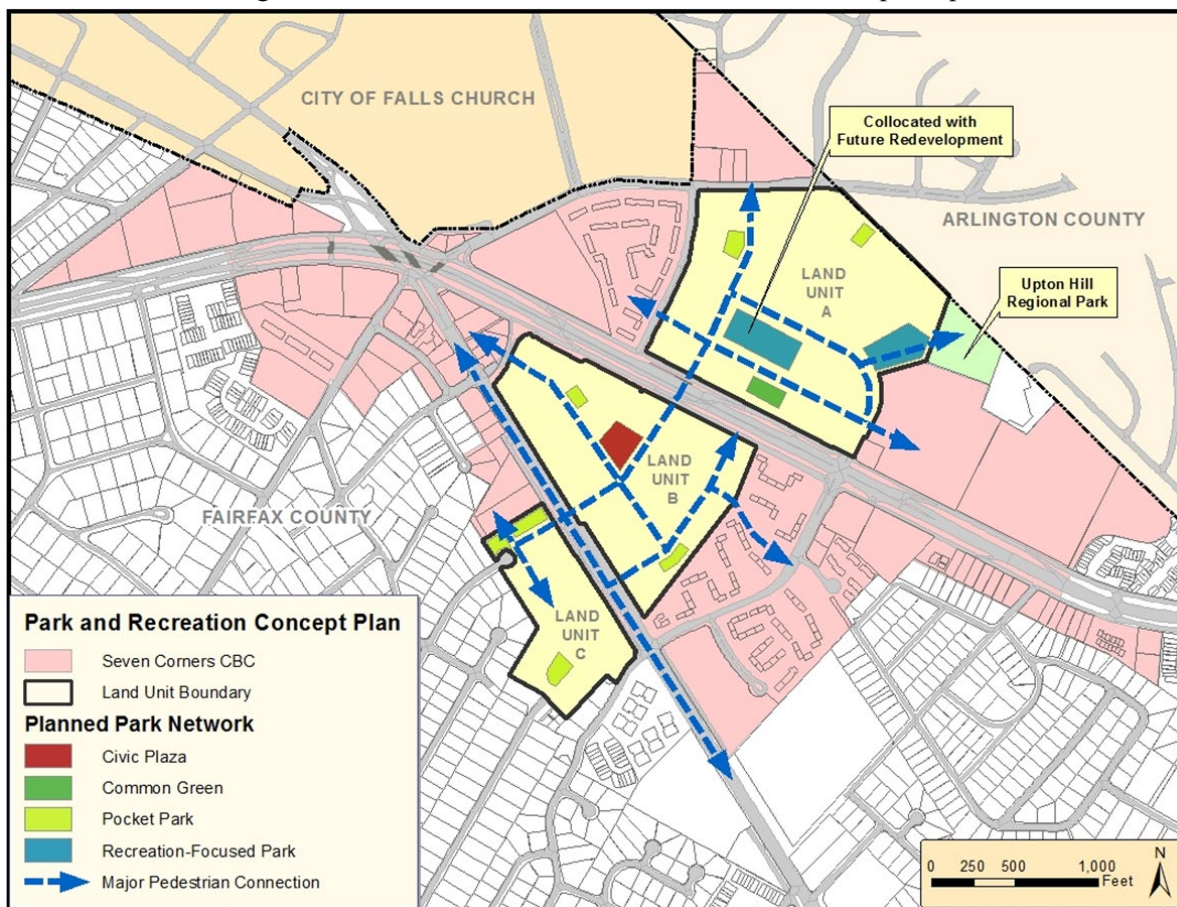 CITY OF FALLS CHURCH
Collocated with
Future Redevelopment
ARLINGTON COUNTY
LAND
UNIT
A
Upton Hill
Regional Park
LAND
UNIT
B
FAIRFAX COUNTY
LAND
UNIT
C
Park and Recreation Concept Plan
Seven Corners CBC
Land Unit Boundary
Planned Park Network
Civic Plaza
Common Green
Pocket Park
Recreation-Focused Park
Major Pedestrian Connection
0 250 500 1,000
Feet
N